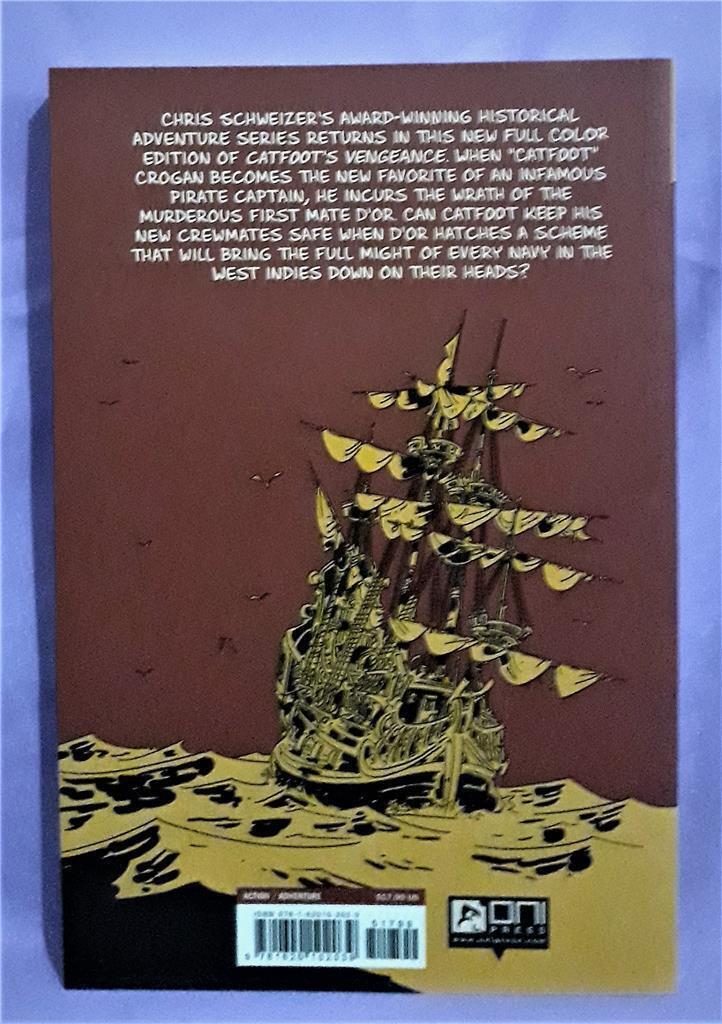 CHRIS SCHWEIZER'S AWARD-WINNING HISTORICAL
ADVENTURE SERIES RETURNS IN THIS NEW FULL COLOR
EDITION OF CATFOOT'S VENGEANCE. WHEN "CATFOOT"
CROGAN BECOMES THE NEW FAVORITE OF AN INFAMOUS
PIRATE CAPTAIN, HE INCURS THE WRATH OF THE
MURDEROUS FIRST MATE D'OR. CAN CATFOOT KEEP HIS
NEW CREWMATES SAFE WHEN D'OR HATCHES A SCHEME
THAT WILL BRING THE FULL MIGHT OF EVERY NAVY IN THE
WEST INDIES DOWN ON THEIR HEADS?
ACTION / ADVENTURE
ONI
PRESS